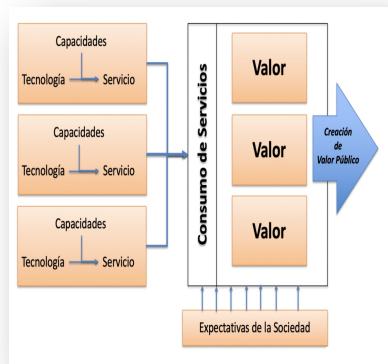 Capacidades
Tecnología Servicio
Capacidades
Tecnología Servicio
Capacidades
Tecnología Servicio
Consumo de Servicios
Valor
Valor
Valor
Creación
de
Valor Público
Expectativas de la Sociedad